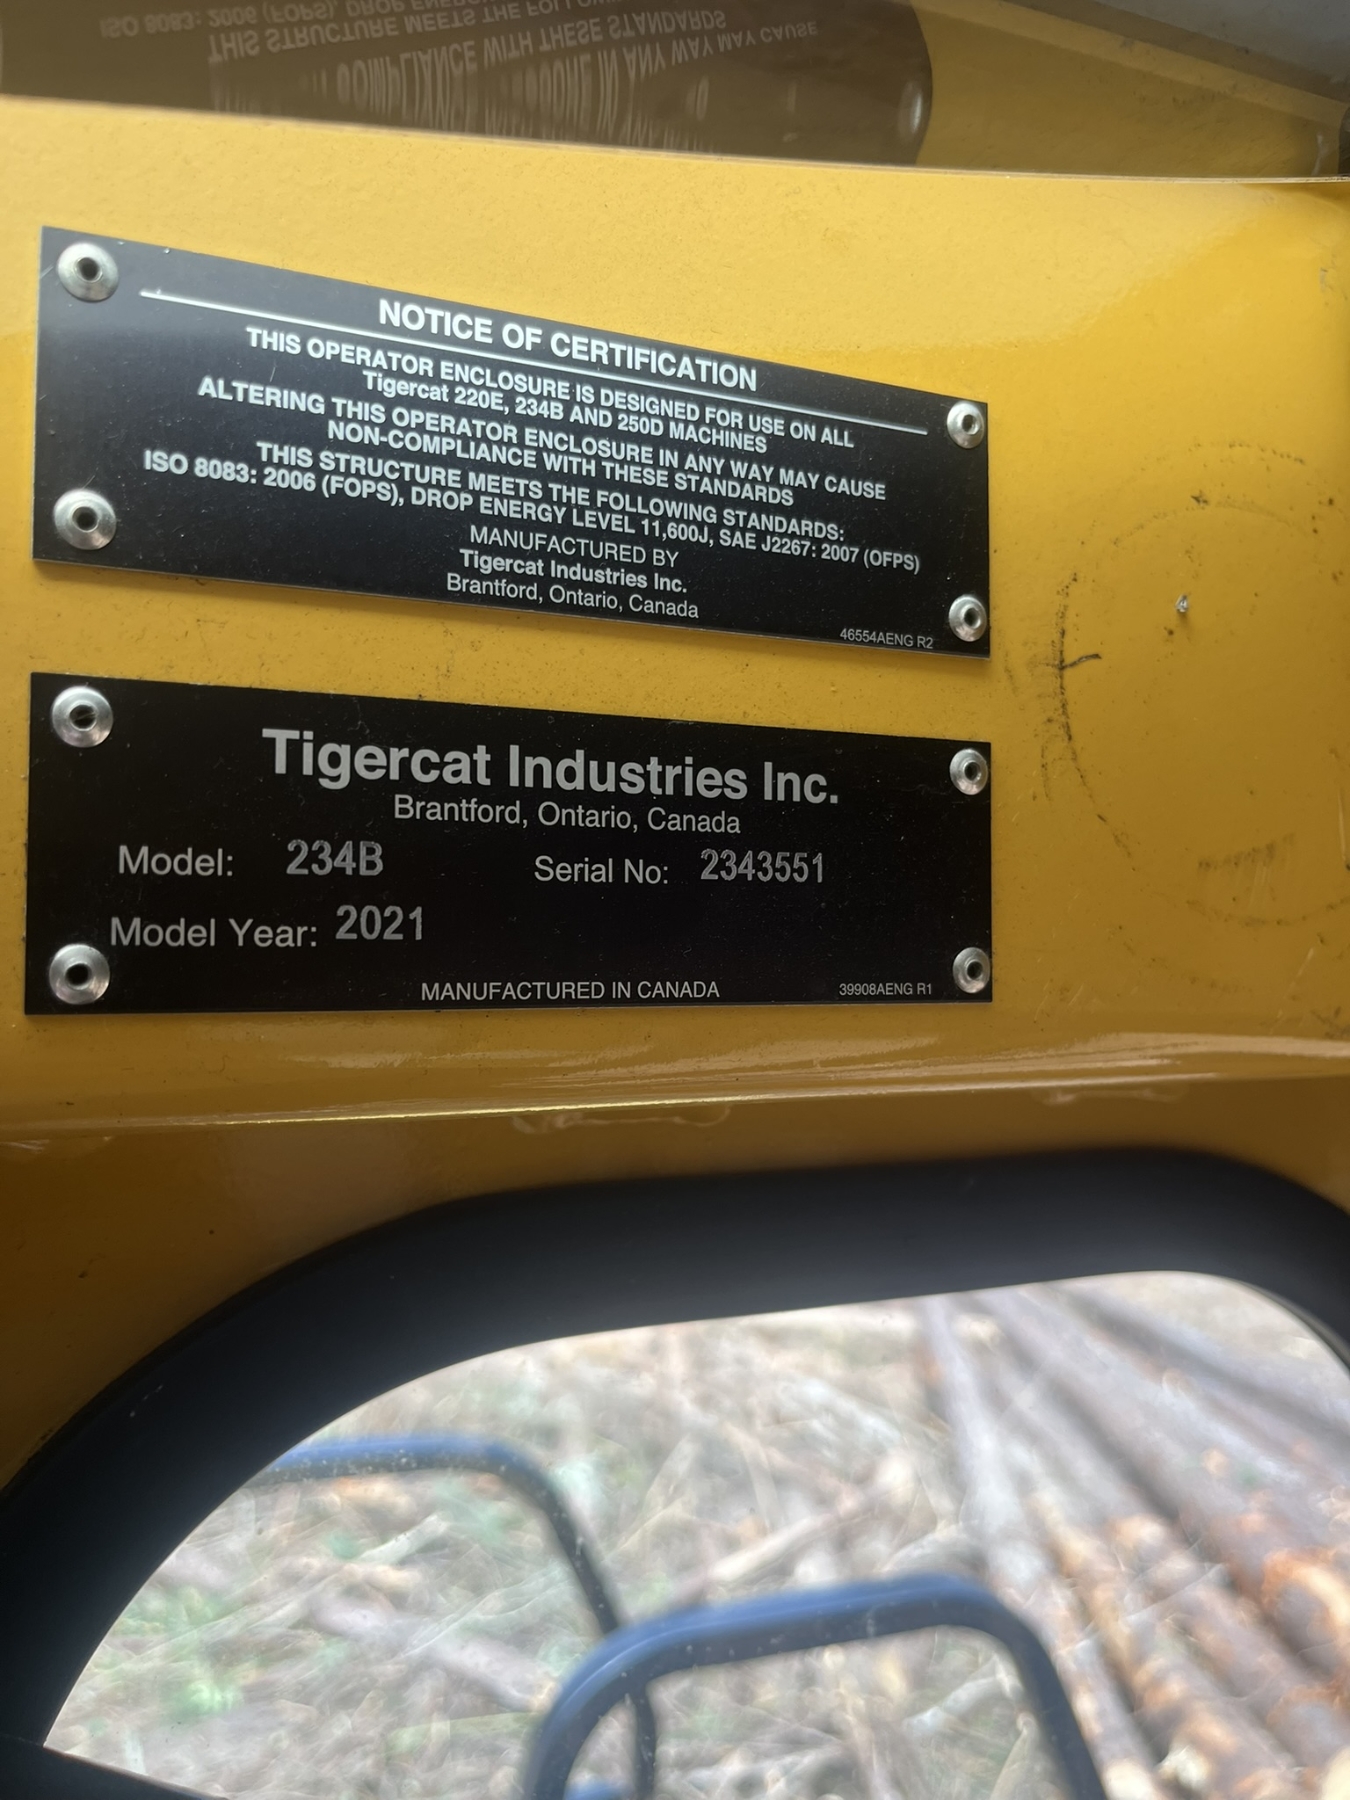 NOTICE OF CERTIFICATION
THIS OPERATOR ENCLOSURE IS DESIGNED FOR USE ON ALL
Tigercat 220E, 234B AND 250D MACHINES
ALTERING THIS OPERATOR ENCLOSURE IN ANY WAY MAY CAUSE
NON-COMPLIANCE WITH THESE STANDARDS
THIS STRUCTURE MEETS THE FOLLOWING STANDARDS:
ISO 8083: 2006 (FOPS), DROP ENERGY LEVEL 11,600J, SAE J2267: 2007 (OFPS)
MANUFACTURED BY
Tigercat Industries Inc.
Brantford, Ontario, Canada
46554AENG R2
Tigercat Industries Inc.
Brantford, Ontario, Canada
Model: 234B Serial No: 2343551
Model Year: 2021
MANUFACTURED IN CANADA 39908AENG R1